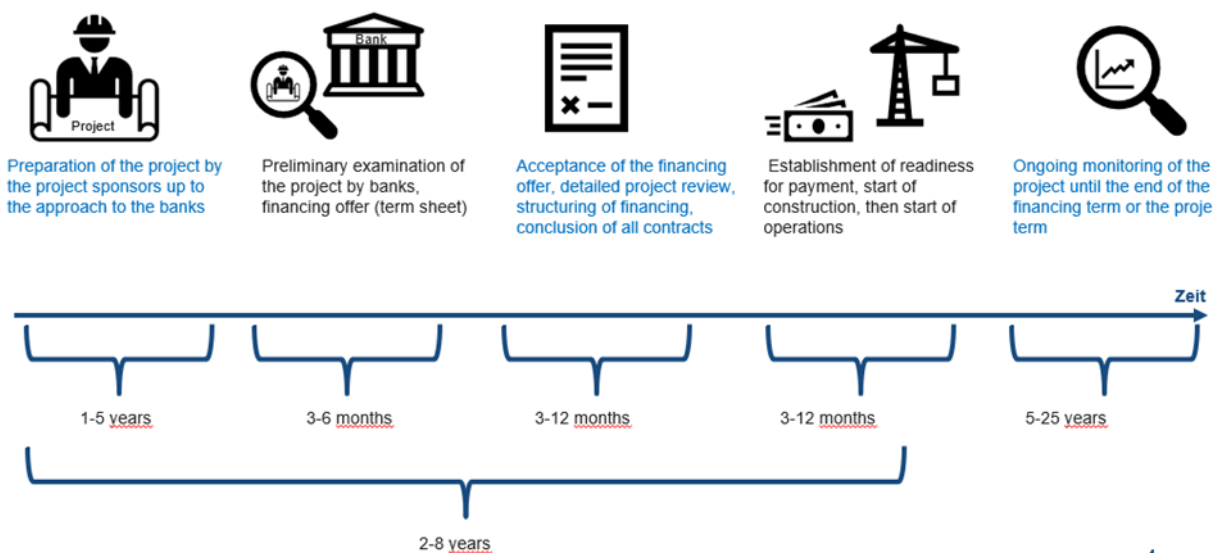 Project
Bank
Preparation of the project by
the project sponsors up to
the approach to the banks
Preliminary examination of
the project by banks,
financing offer (term sheet)
Acceptance of the financing
offer, detailed project review,
structuring of financing,
conclusion of all contracts
Establishment of readiness
for payment, start of
construction, then start of
operations
Ongoing monitoring of the
project until the end of the
financing term or the proje
term
Zeit
1-5 years
3-6 months
3-12 months
3-12 months
5-25 years
2-8 years